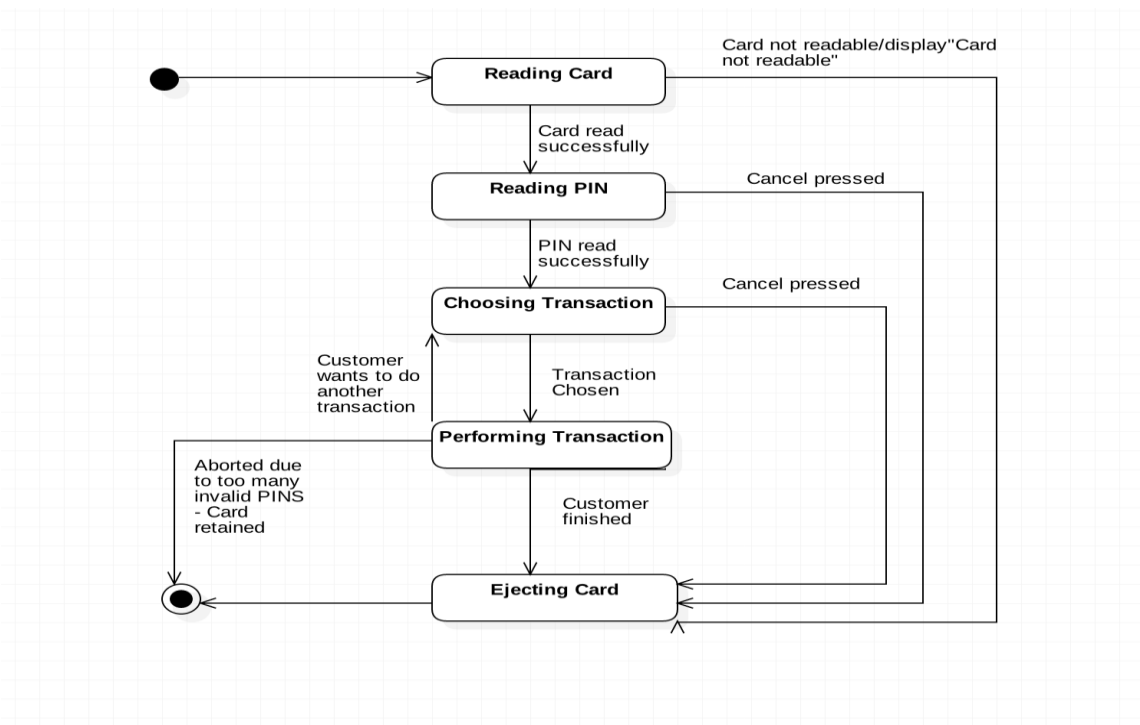 Card not readable/display"Card
not readable"
Reading Card
Card read
successfully
Cancel pressed
Reading PIN
PIN read
successfully
Cancel pressed
Choosing Transaction
Customer
wants to do
another
transaction
Transaction
Chosen
Performing Transaction
Aborted due
to too many
invalid PINS
- Card
retained
Customer
finished
Ejecting Card